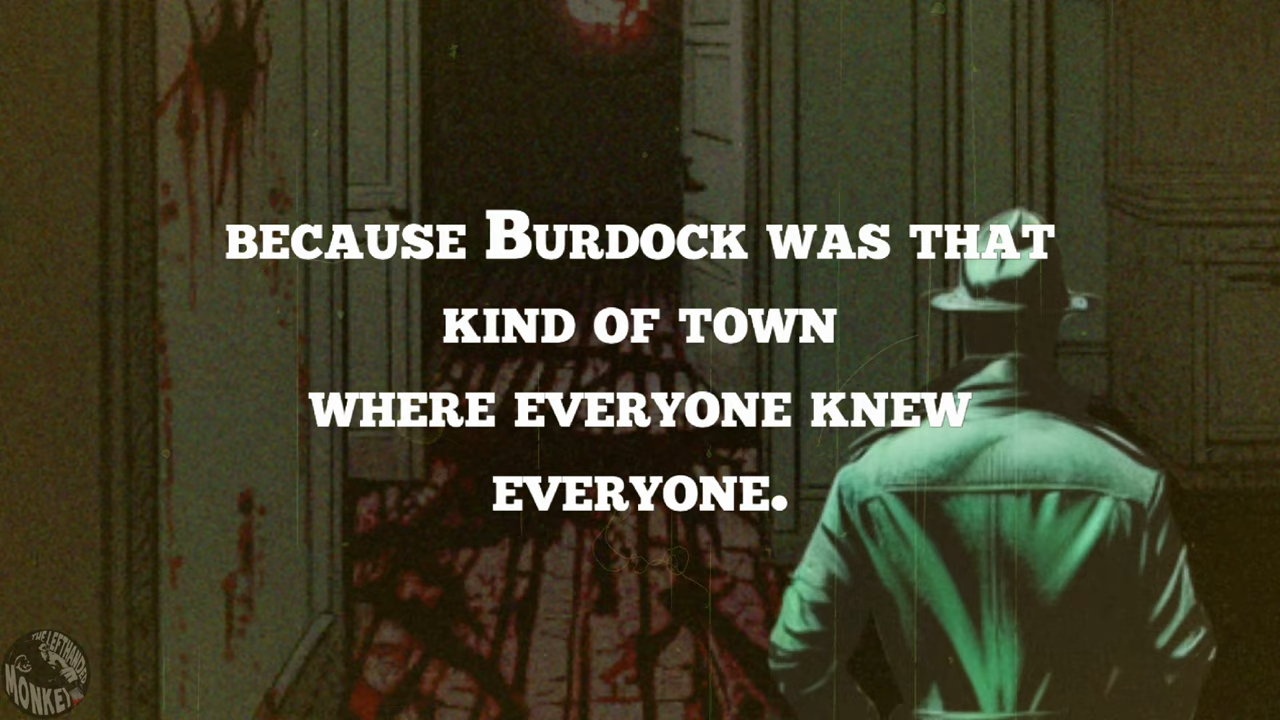 because Burdock was that
kind of town
where everyone knew
everyone.
THE LEFTHANDED
MONKEY